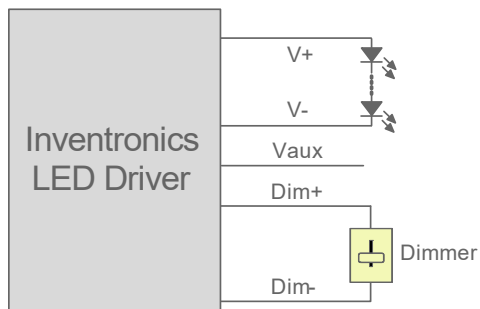 Inventronics
LED Driver
V+
V-
Vaux
Dim+
Dim-
Dimmer